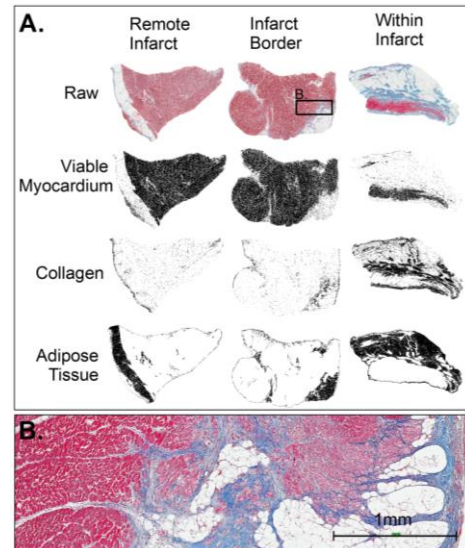 A.
Remote Infarct
Infarct Border
Within Infarct
Raw
B.
Viable Myocardium
Collagen
Adipose Tissue
B.
1mm